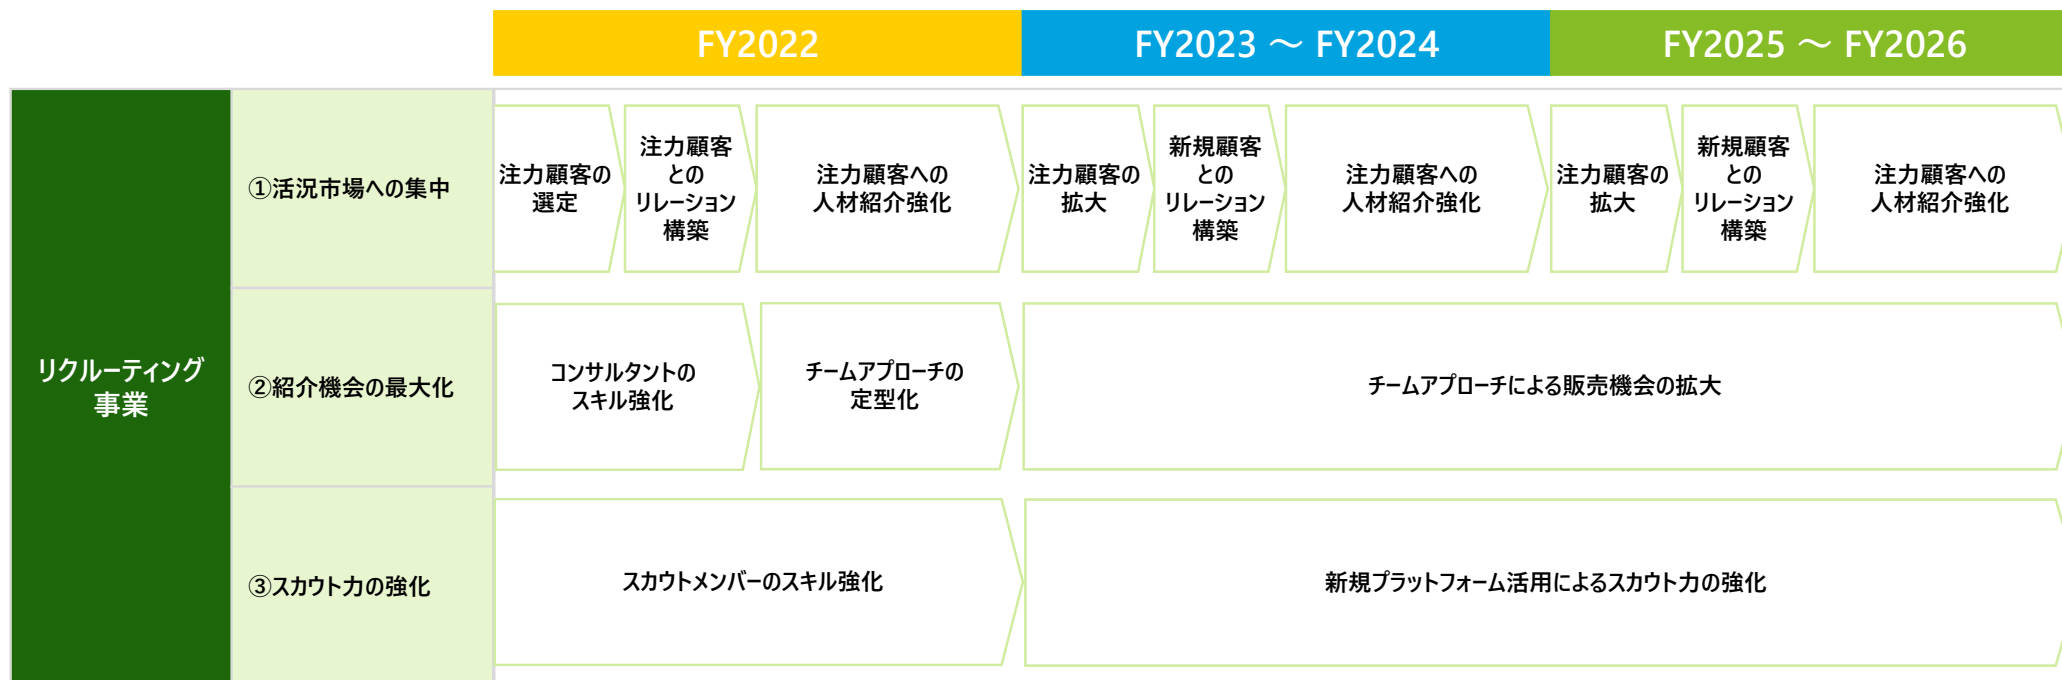 FY2022
FY2023 ～ FY2024
FY2025 ～ FY2026
リクルーティング
事業
①活況市場への集中
注力顧客の
選定
注力顧客
との
リレーション
構築
注力顧客への
人材紹介強化
注力顧客の
拡大
新規顧客
との
リレーション
構築
注力顧客への
人材紹介強化
注力顧客の
拡大
新規顧客
との
リレーション
構築
注力顧客への
人材紹介強化
②紹介機会の最大化
コンサルタントの
スキル強化
チームアプローチの
定型化
チームアプローチによる販売機会の拡大
③スカウト力の強化
スカウトメンバーのスキル強化
新規プラットフォーム活用によるスカウト力の強化